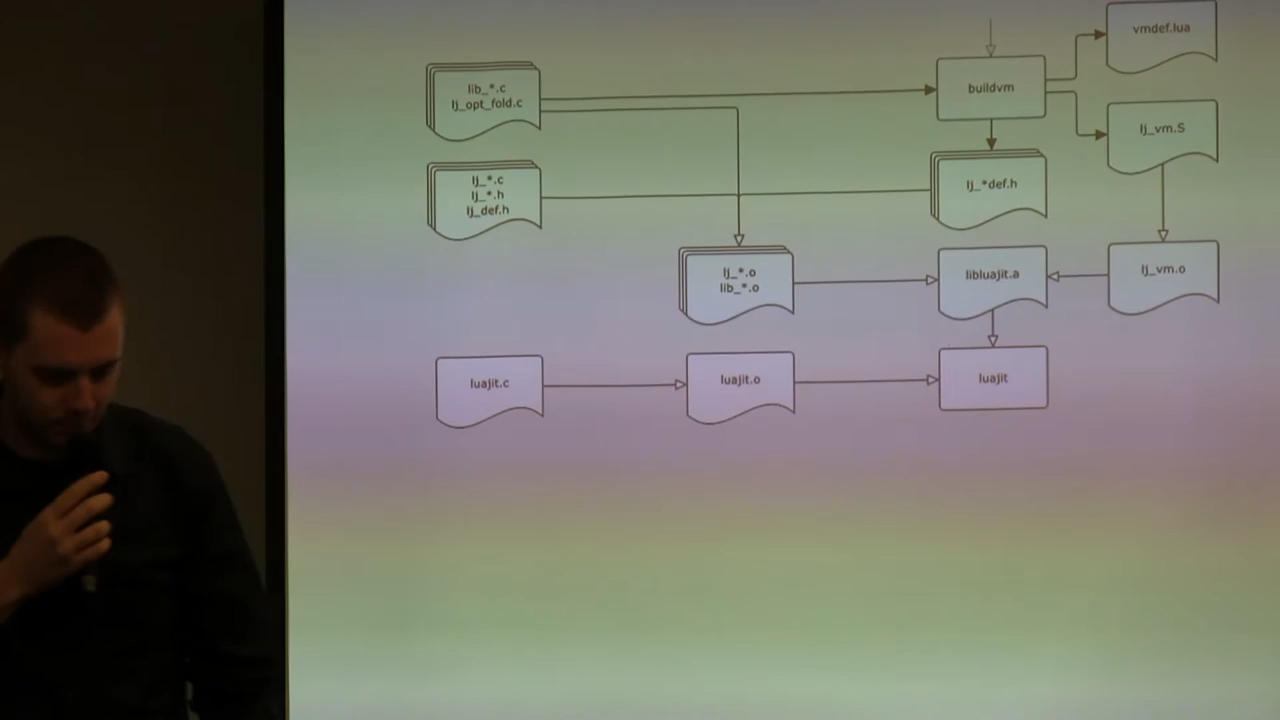 vmdef.lua
lib_*.c
lj_opt_fold.c
buildvm
lj_vm.S
lj_*.c
lj_*.h
lj_def.h
lj_*def.h
lj_*.o
lib_*.o
libluajit.a
lj_vm.o
luajit.c
luajit.o
luajit